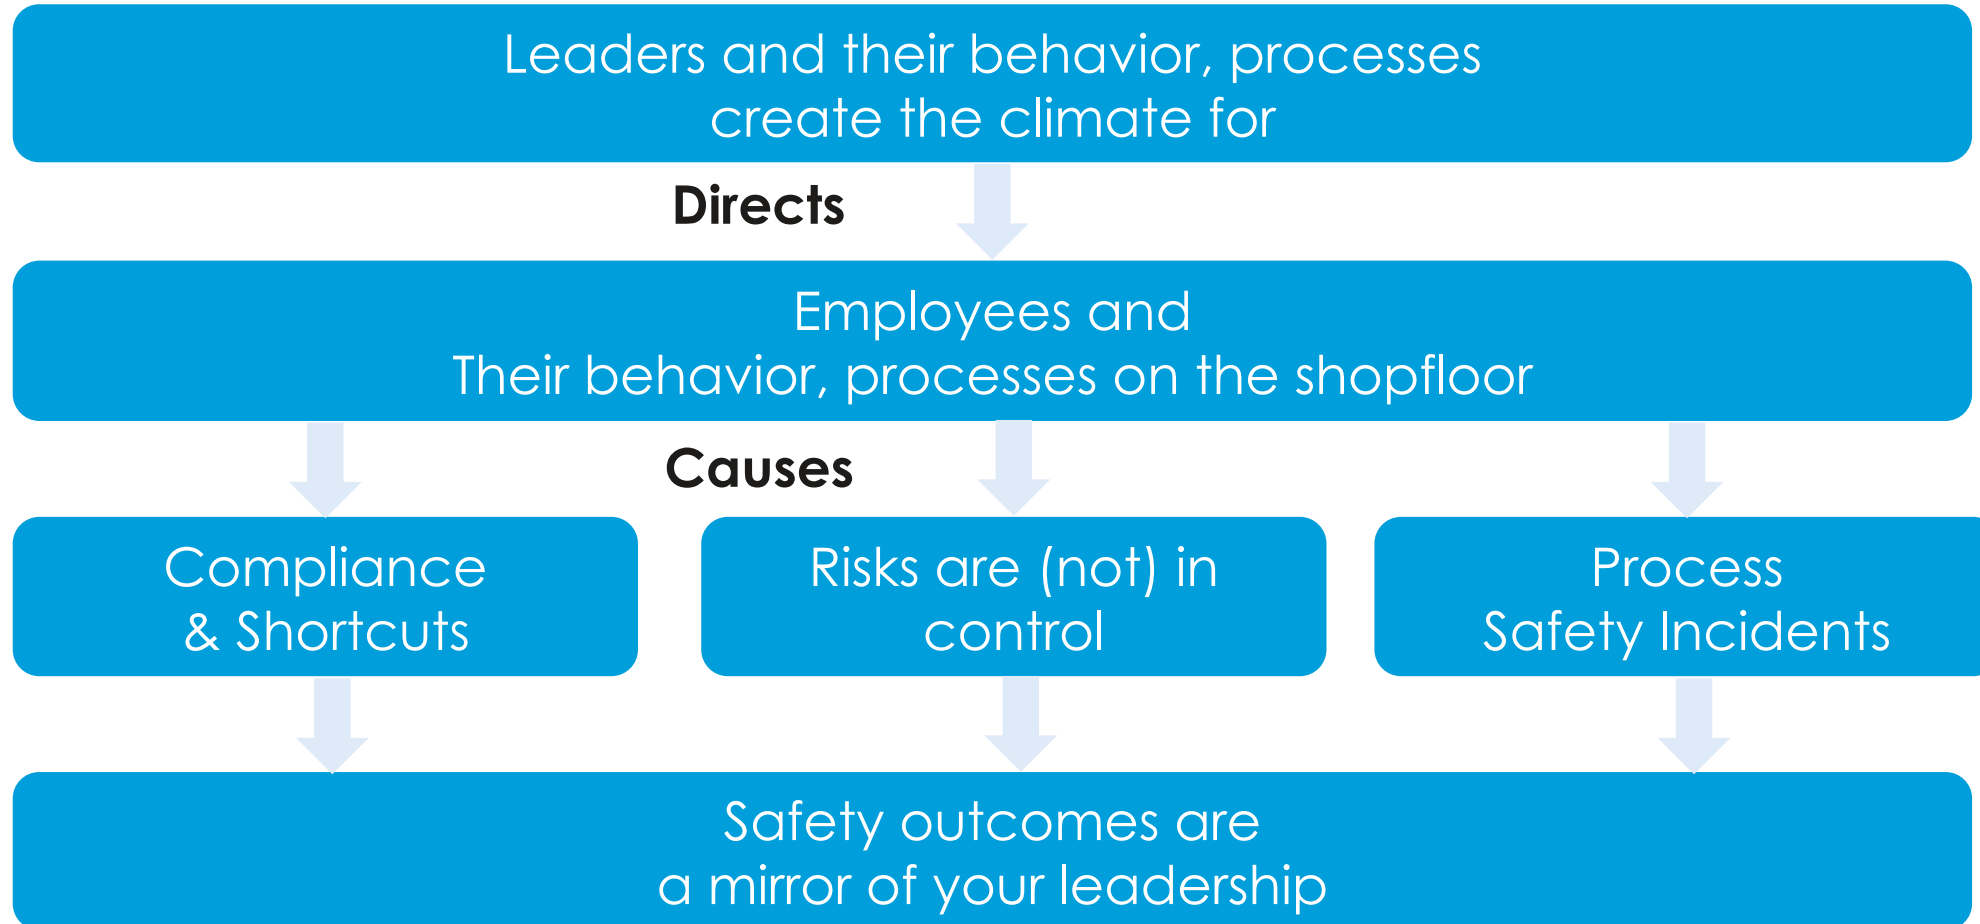 Leaders and their behavior, processes
create the climate for
Directs
Employees and
Their behavior, processes on the shopfloor
Causes
Compliance
& Shortcuts
Risks are (not) in
control
Process
Safety Incidents
Safety outcomes are
a mirror of your leadership